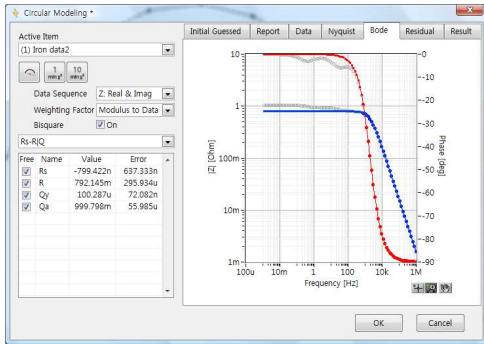 Circular Modeling *
Active Item
(1) Iron data2
1 min χ²
10 min χ²
Data Sequence Z: Real & Imag
Weighting Factor Modulus to Data
Bisquare On
Rs-R|Q
Free Name Value Error
Rs -799.422n 637.333n
R 792.145m 295.934u
Qy 100.287u 72.082n
Qa 999.798m 55.985u
Initial Guessed Report Data Nyquist Bode Residual Result
10
1
100m
10m
1m
|Z| [Ohm]
-0
-10
-20
-30
-40
-50
-60
-70
-80
-90
Phase [deg]
100u 10m 1 100 10k 1M
Frequency [Hz]
OK Cancel